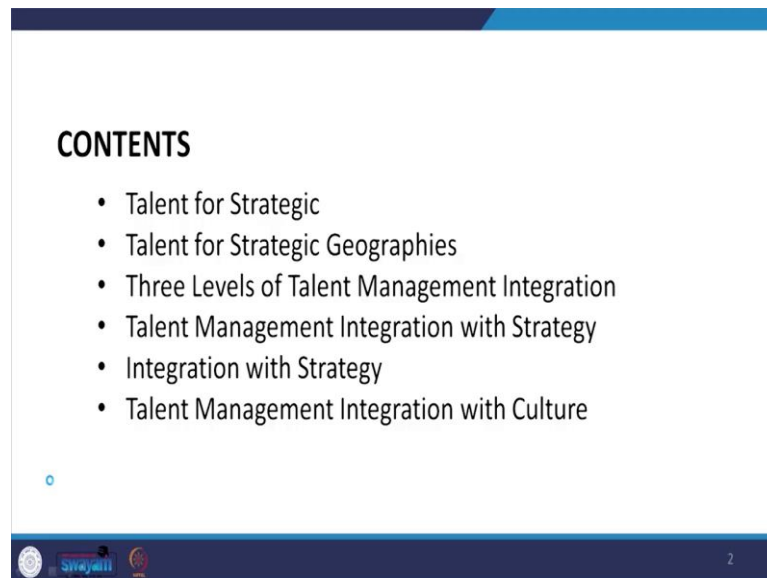 CONTENTS
• Talent for Strategic
• Talent for Strategic Geographies
• Three Levels of Talent Management Integration
• Talent Management Integration with Strategy
• Integration with Strategy
• Talent Management Integration with Culture
swayam
2